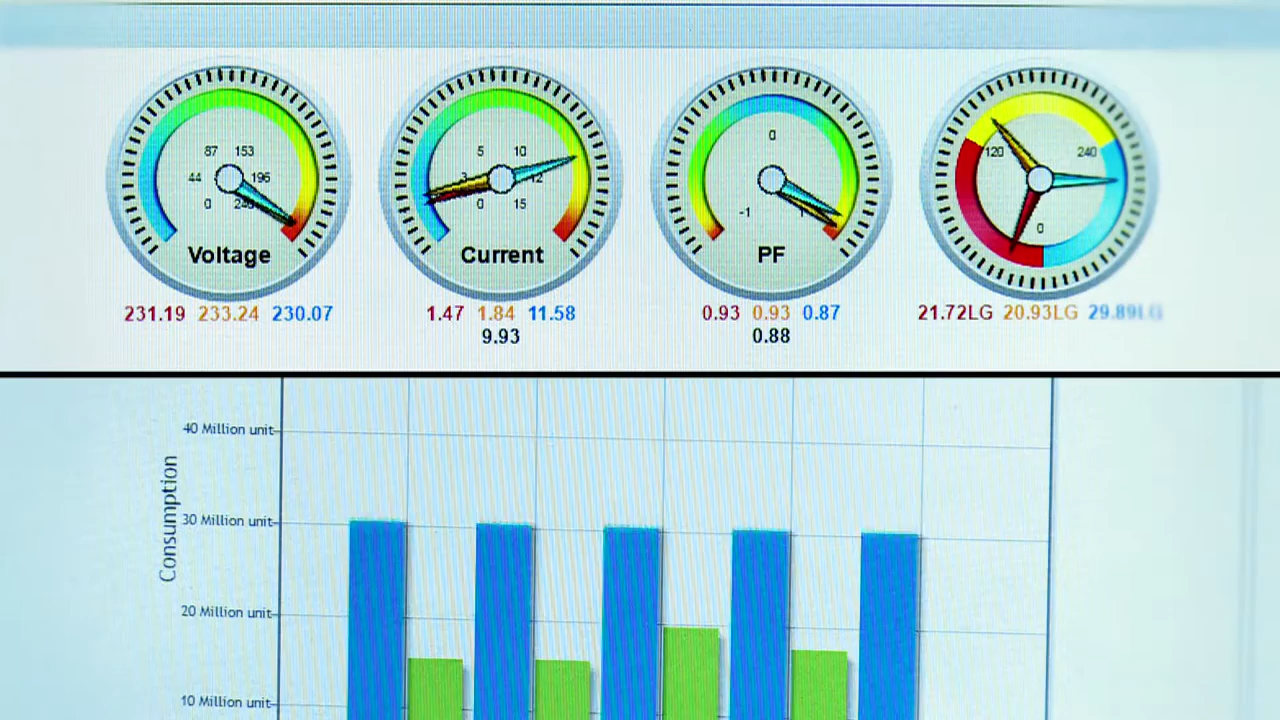 87 153
44 196
0
Voltage
231.19 233.24 230.07
5 10
3 12
0 15
Current
1.47 1.84 11.58
9.93
0
-1 1
PF
0.93 0.93 0.87
0.88
120 240
0
21.72LG 20.93LG 29.89LG
40 Million unit
30 Million unit
20 Million unit
10 Million unit
Consumption